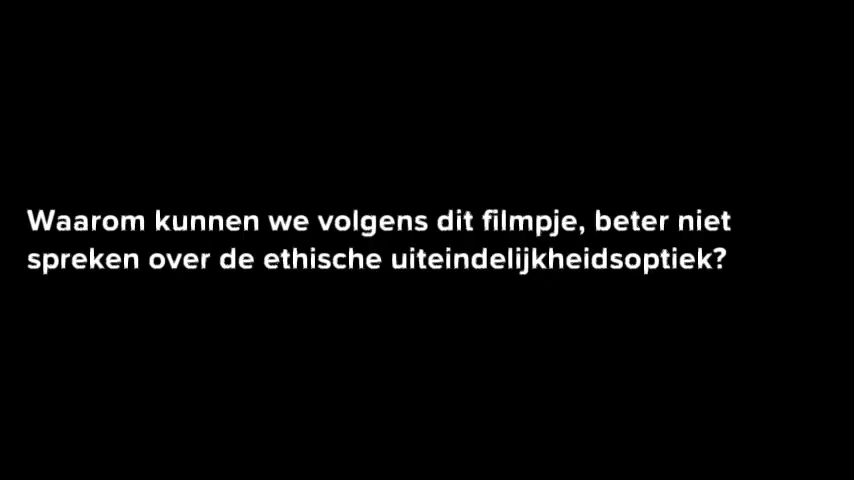 Waarom kunnen we volgens dit filmpje, beter niet
spreken over de ethische uiteindelijkheidsoptiek?